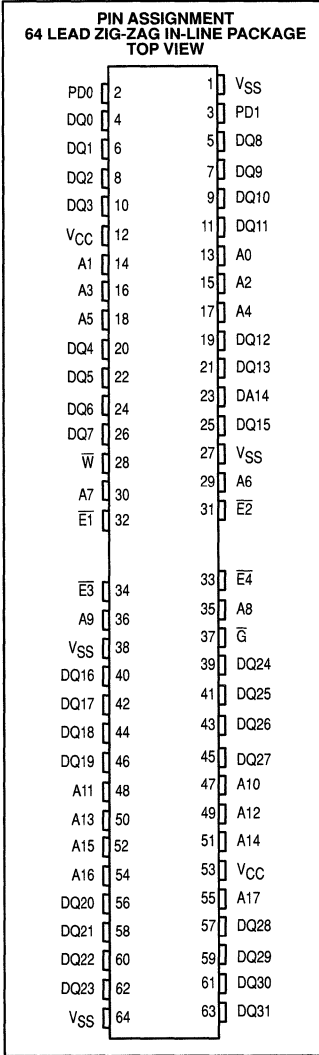 PIN ASSIGNMENT
64 LEAD ZIG-ZAG IN-LINE PACKAGE
TOP VIEW
1 VSS
PD0 2
3 PD1
DQ0 4
5 DQ8
DQ1 6
7 DQ9
DQ2 8
9 DQ10
DQ3 10
11 DQ11
VCC 12
13 A0
A1 14
15 A2
A3 16
17 A4
A5 18
19 DQ12
DQ4 20
21 DQ13
DQ5 22
23 DA14
DQ6 24
25 DQ15
DQ7 26
27 VSS
W̅ 28
29 A6
A7 30
31 E̅2̅
E̅1̅ 32
33 E̅4̅
E̅3̅ 34
35 A8
A9 36
37 G̅
VSS 38
39 DQ24
DQ16 40
41 DQ25
DQ17 42
43 DQ26
DQ18 44
45 DQ27
DQ19 46
47 A10
A11 48
49 A12
A13 50
51 A14
A15 52
53 VCC
A16 54
55 A17
DQ20 56
57 DQ28
DQ21 58
59 DQ29
DQ22 60
61 DQ30
DQ23 62
63 DQ31
VSS 64